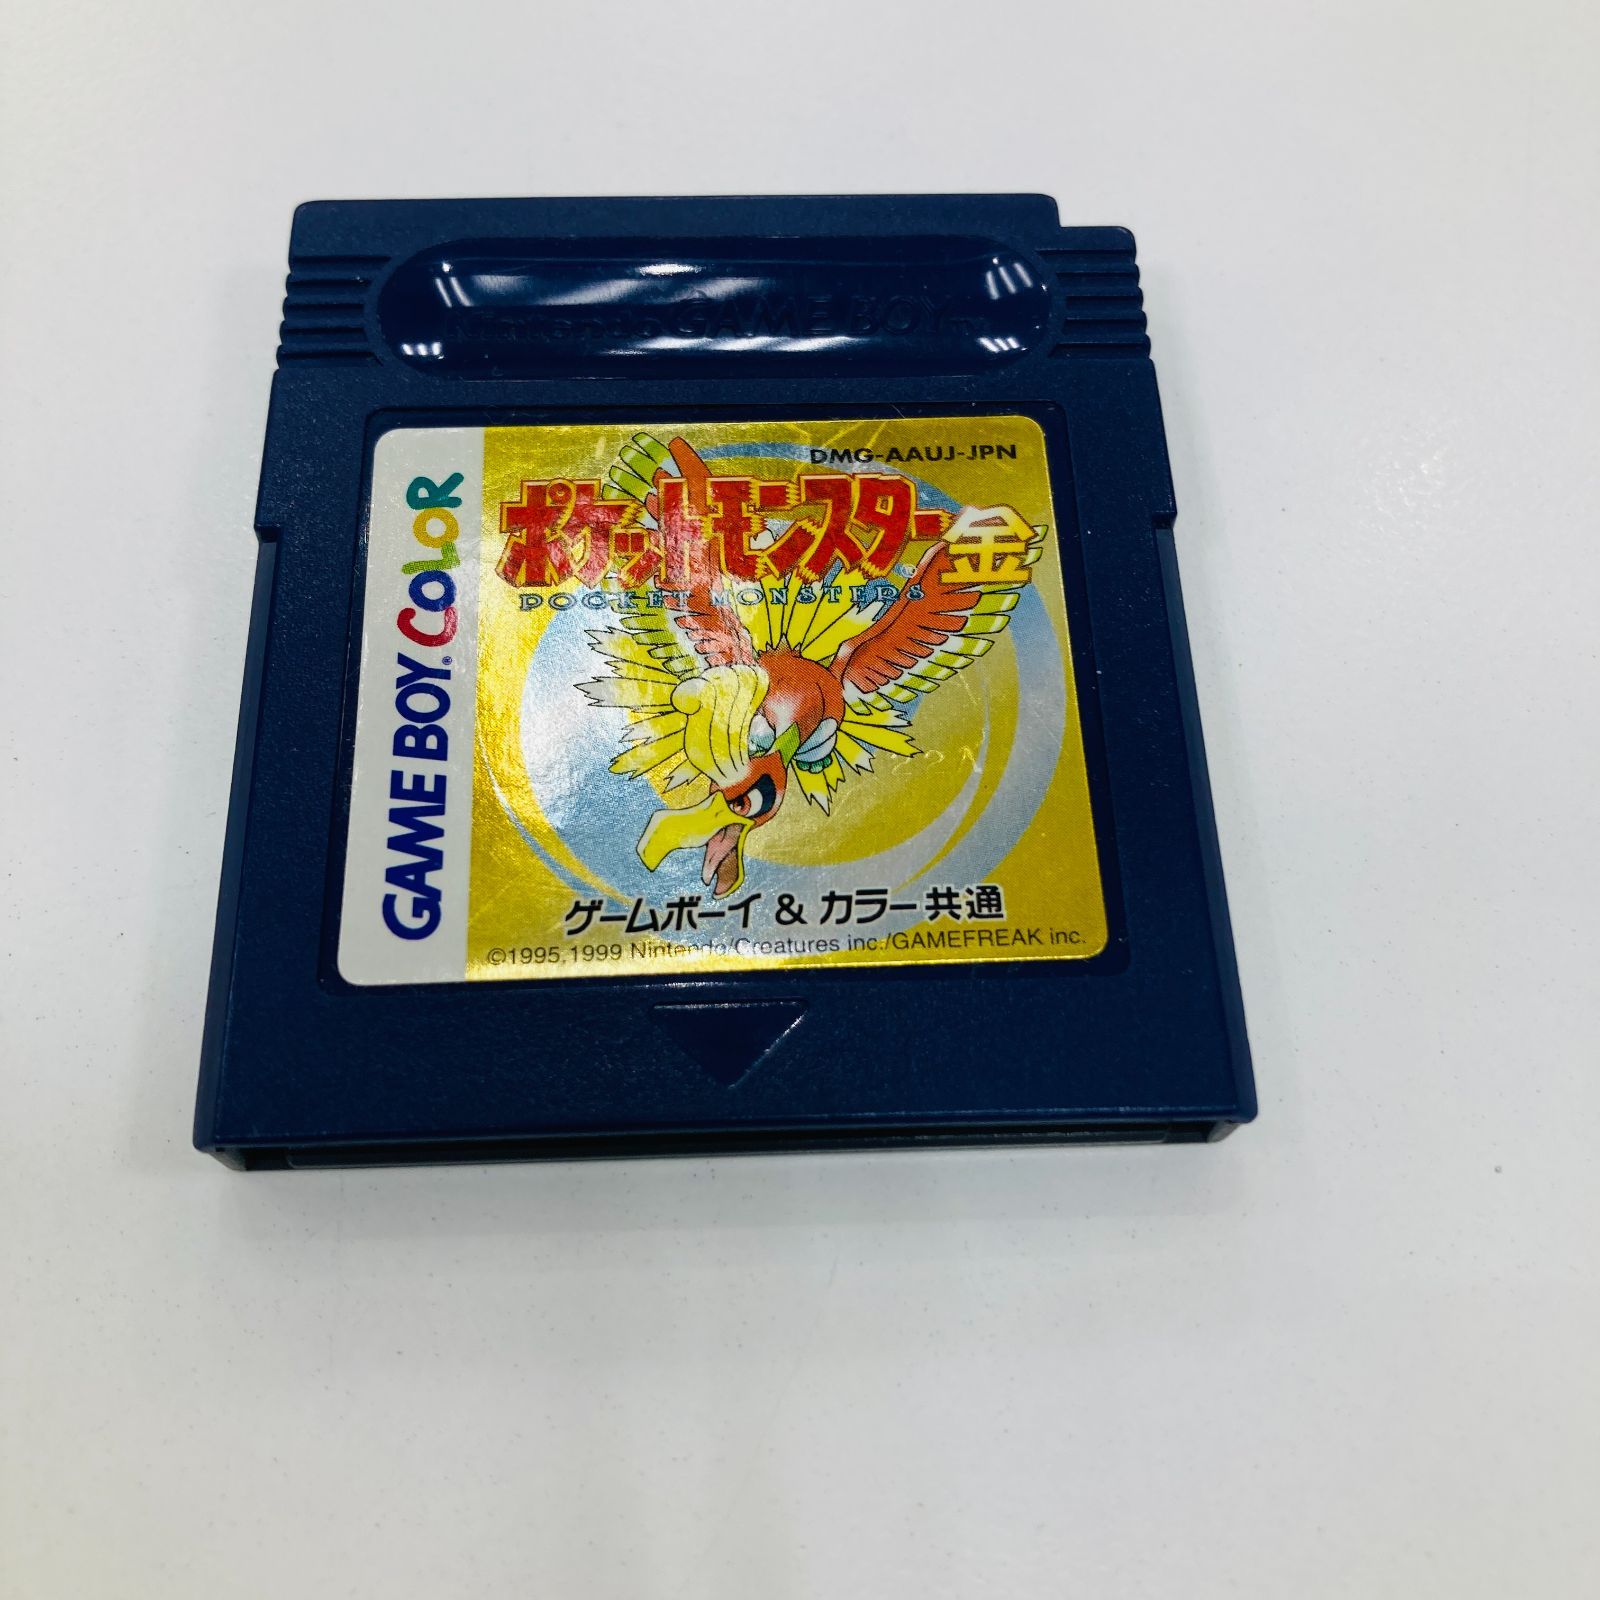 Nintendo GAME BOY TM
GAME BOY COLOR
DMG-AAUJ-JPN
ポケットモンスター金
POCKET MONSTERS
ゲームボーイ & カラー共通
©1995,1999 Nintendo/Creatures inc./GAMEFREAK inc.